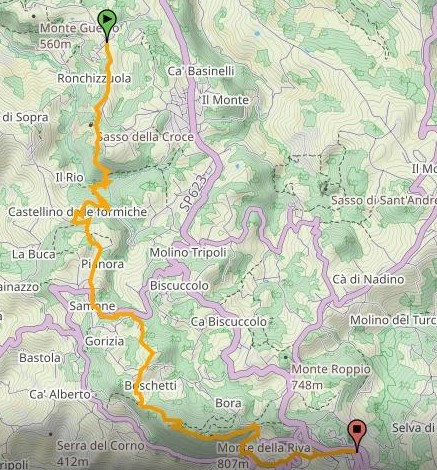 Monte Gue
560m
Ronchizzuola
Ca' Basinelli
Il Monte
di Sopra
Sasso della Croce
SP623
Il Rio
Sasso di Sant'Andre
Castellino delle formiche
La Buca
Pianora
Molino Tripoli
Cà di Nadino
ainazzo
Biscuccolo
Samone
Ca Biscuccolo
Molino del Turc
Gorizia
Bastola
Monte Roppio
748m
Boschetti
Ca' Alberto
Bora
Selva di
Serra del Corno
412m
Monte della Riva
807m
ripoli